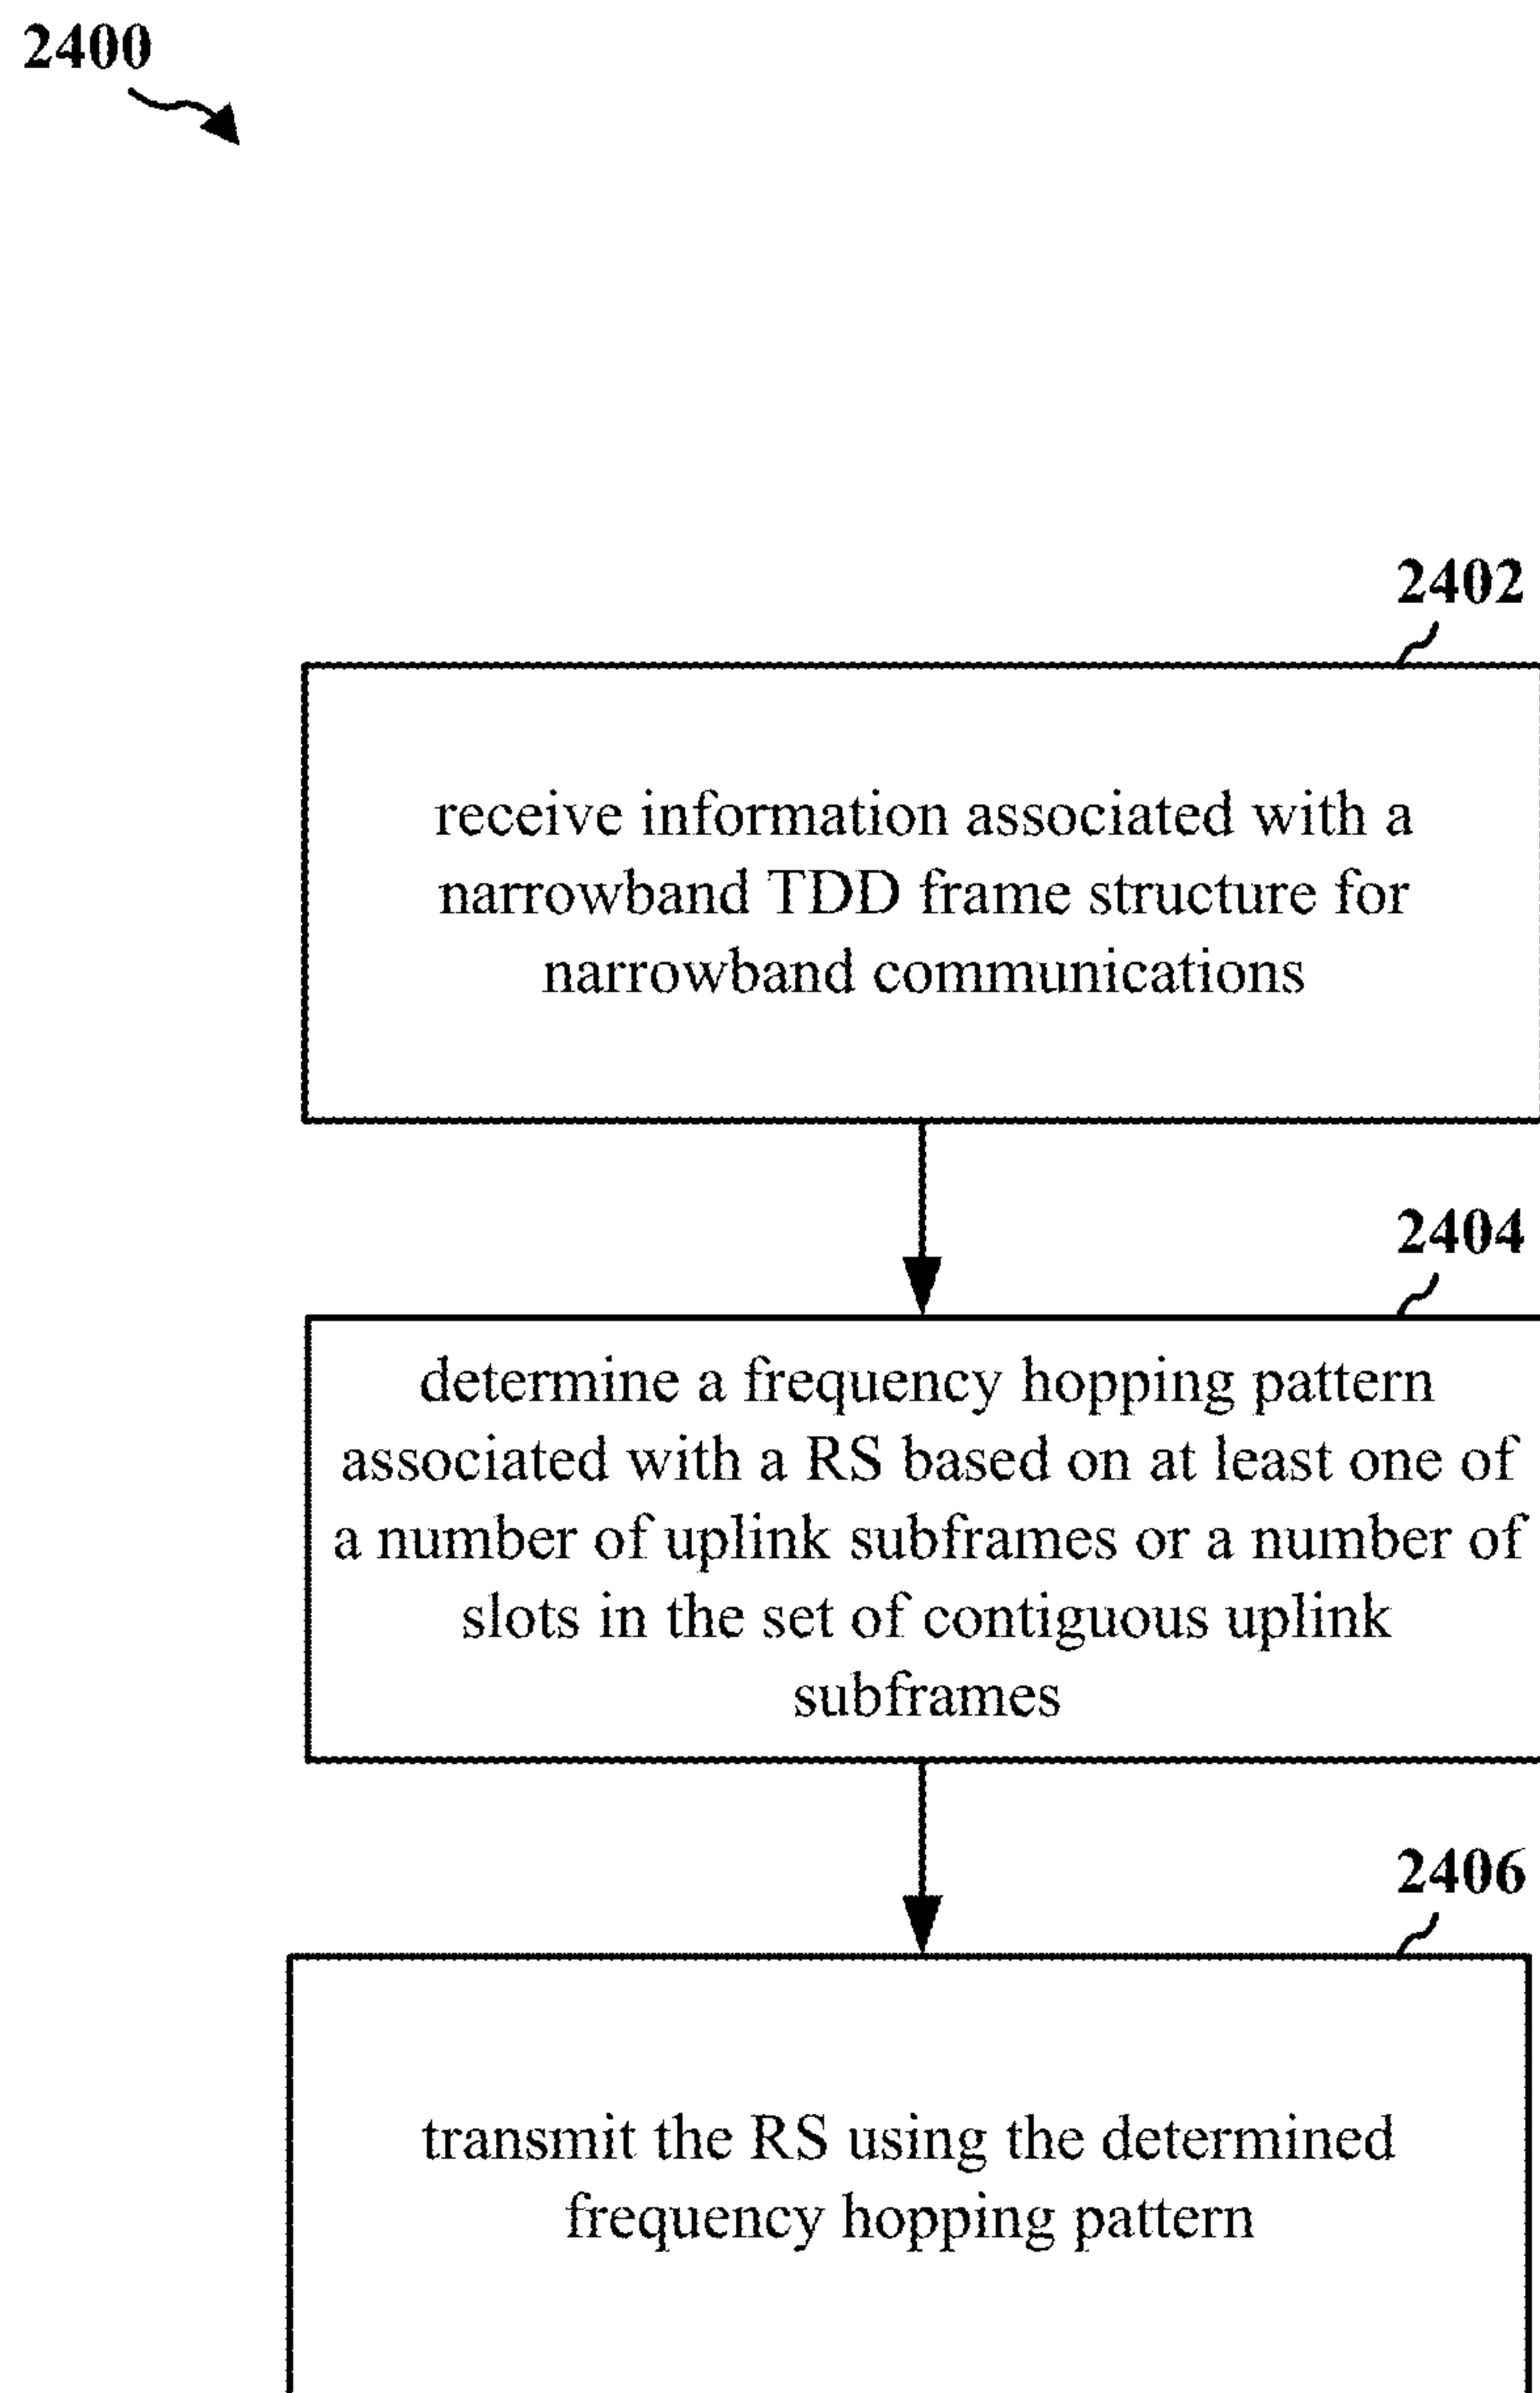 2400
2402
receive information associated with a
narrowband TDD frame structure for
narrowband communications
2404
determine a frequency hopping pattern
associated with a RS based on at least one of
a number of uplink subframes or a number of
slots in the set of contiguous uplink
subframes
2406
transmit the RS using the determined
frequency hopping pattern